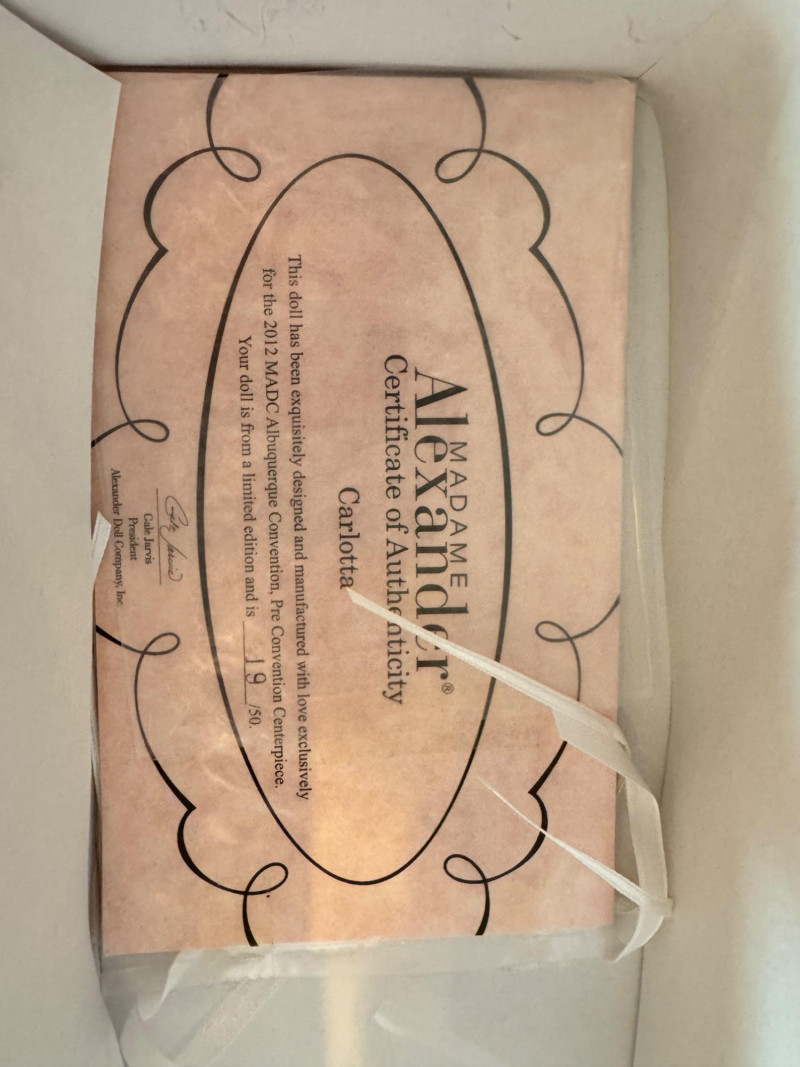 MADAME
Alexander®
Certificate of Authenticity
Carlotta
This doll has been exquisitely designed and manufactured with love exclusively
for the 2012 MADC Albuquerque Convention, Pre Convention Centerpiece.
Your doll is from a limited edition and is 19 /50.
Gale Jarvis
Gale Jarvis
President
Alexander Doll Company, Inc